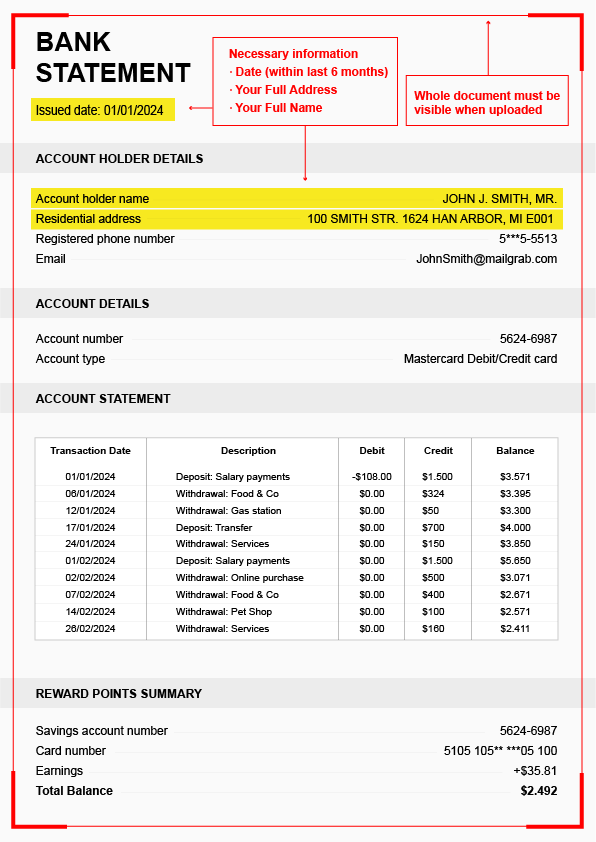 BANK
STATEMENT
Issued date: 01/01/2024
Necessary information
· Date (within last 6 months)
· Your Full Address
· Your Full Name
Whole document must be
visible when uploaded
ACCOUNT HOLDER DETAILS
Account holder name JOHN J. SMITH, MR.
Residential address 100 SMITH STR. 1624 HAN ARBOR, MI E001
Registered phone number 5***5-5513
Email JohnSmith@mailgrab.com
ACCOUNT DETAILS
Account number 5624-6987
Account type Mastercard Debit/Credit card
ACCOUNT STATEMENT
Transaction Date Description Debit Credit Balance
01/01/2024 Deposit: Salary payments -$108.00 $1.500 $3.571
06/01/2024 Withdrawal: Food & Co $0.00 $324 $3.395
12/01/2024 Withdrawal: Gas station $0.00 $50 $3.300
17/01/2024 Deposit: Transfer $0.00 $700 $4.000
24/01/2024 Withdrawal: Services $0.00 $150 $3.850
01/02/2024 Deposit: Salary payments $0.00 $1.500 $5.650
02/02/2024 Withdrawal: Online purchase $0.00 $500 $3.071
07/02/2024 Withdrawal: Food & Co $0.00 $400 $2.671
14/02/2024 Withdrawal: Pet Shop $0.00 $100 $2.571
26/02/2024 Withdrawal: Services $0.00 $160 $2.411
REWARD POINTS SUMMARY
Savings account number 5624-6987
Card number 5105 105** ***05 100
Earnings +$35.81
Total Balance $2.492